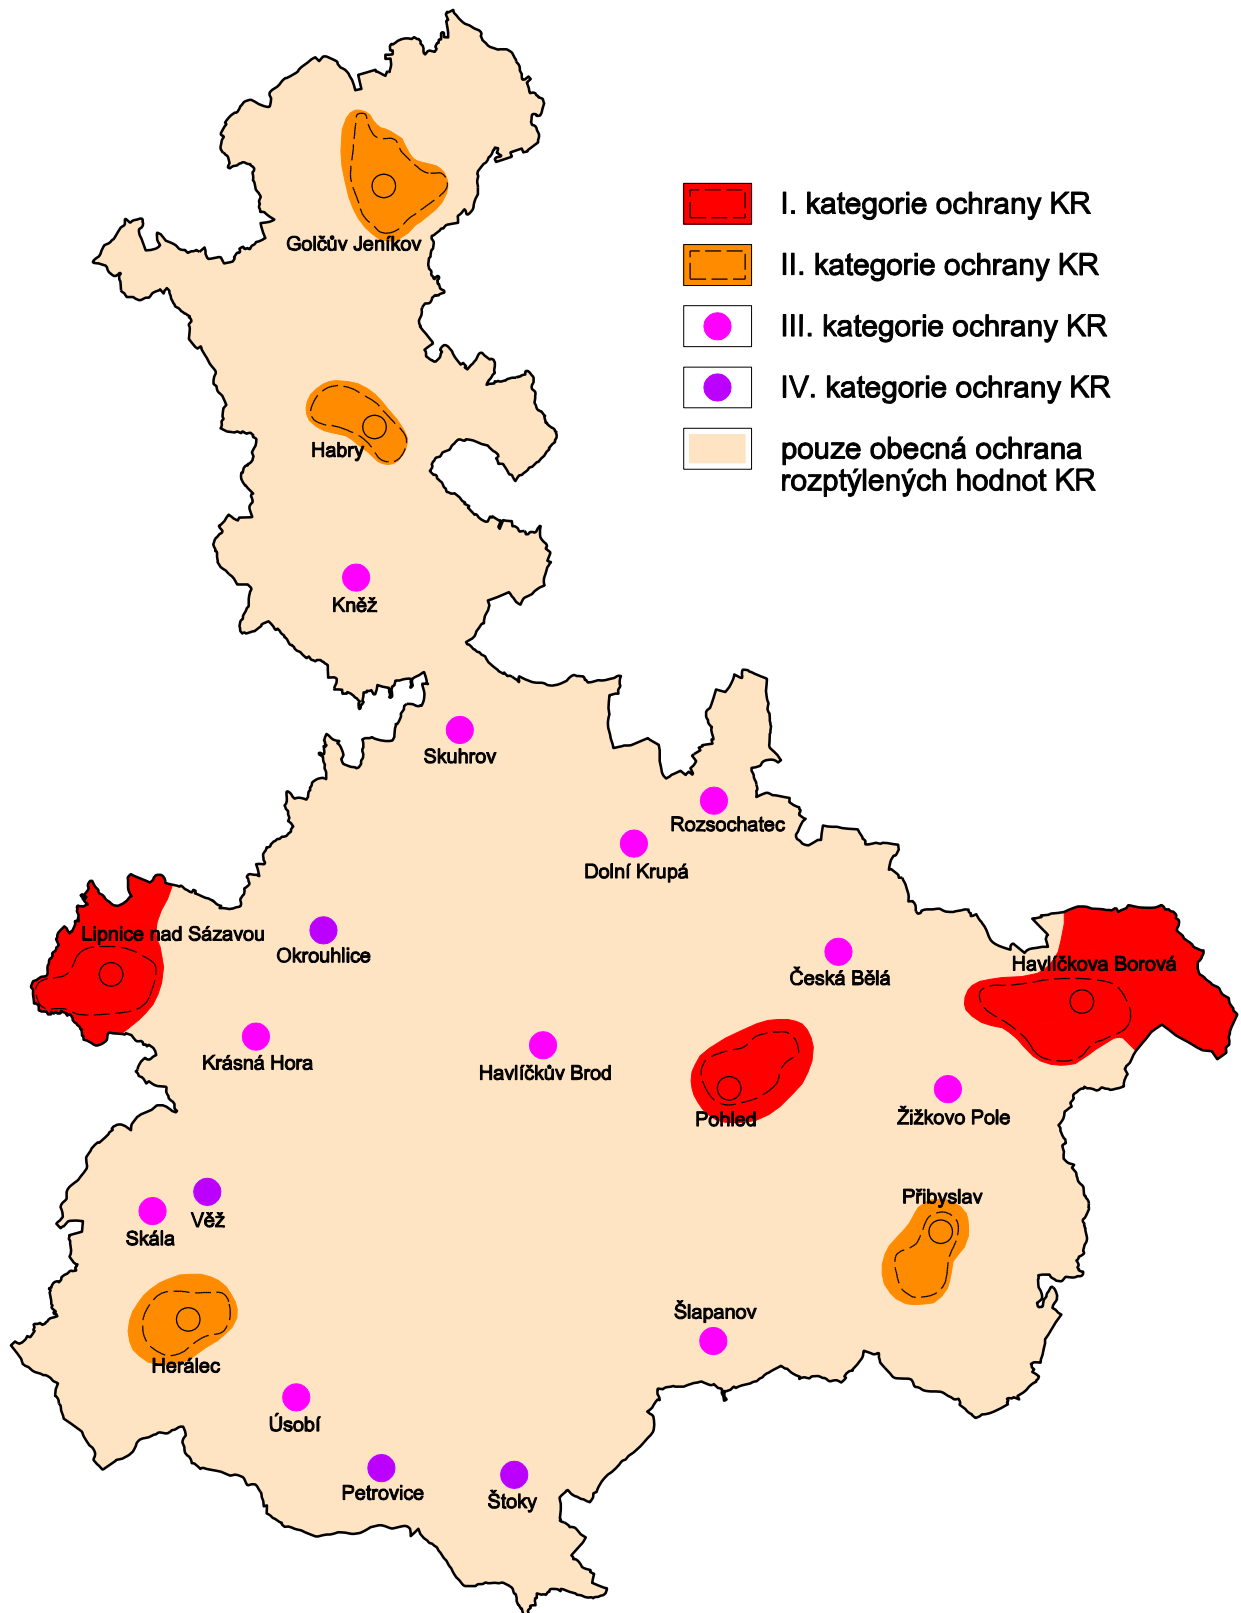 Golčův Jeníkov
I. kategorie ochrany KR
II. kategorie ochrany KR
III. kategorie ochrany KR
IV. kategorie ochrany KR
pouze obecná ochrana
rozptýlených hodnot KR
Habry
Kněž
Skuhrov
Rozsochatec
Dolní Krupá
Lipnice nad Sázavou
Okrouhlice
Česká Bělá
Havlíčkova Borová
Krásná Hora
Havlíčkův Brod
Pohled
Žižkovo Pole
Přibyslav
Věž
Skála
Šlapanov
Herálec
Úsobí
Petrovice
Štoky